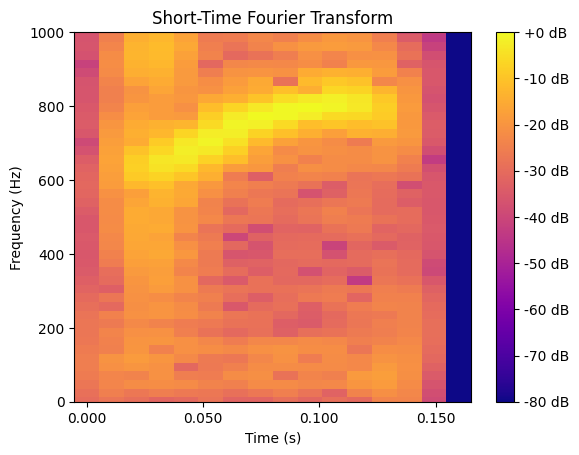 Short-Time Fourier Transform
Frequency (Hz)
1000
800
600
400
200
0
0.000
0.050
0.100
0.150
Time (s)
+0 dB
-10 dB
-20 dB
-30 dB
-40 dB
-50 dB
-60 dB
-70 dB
-80 dB